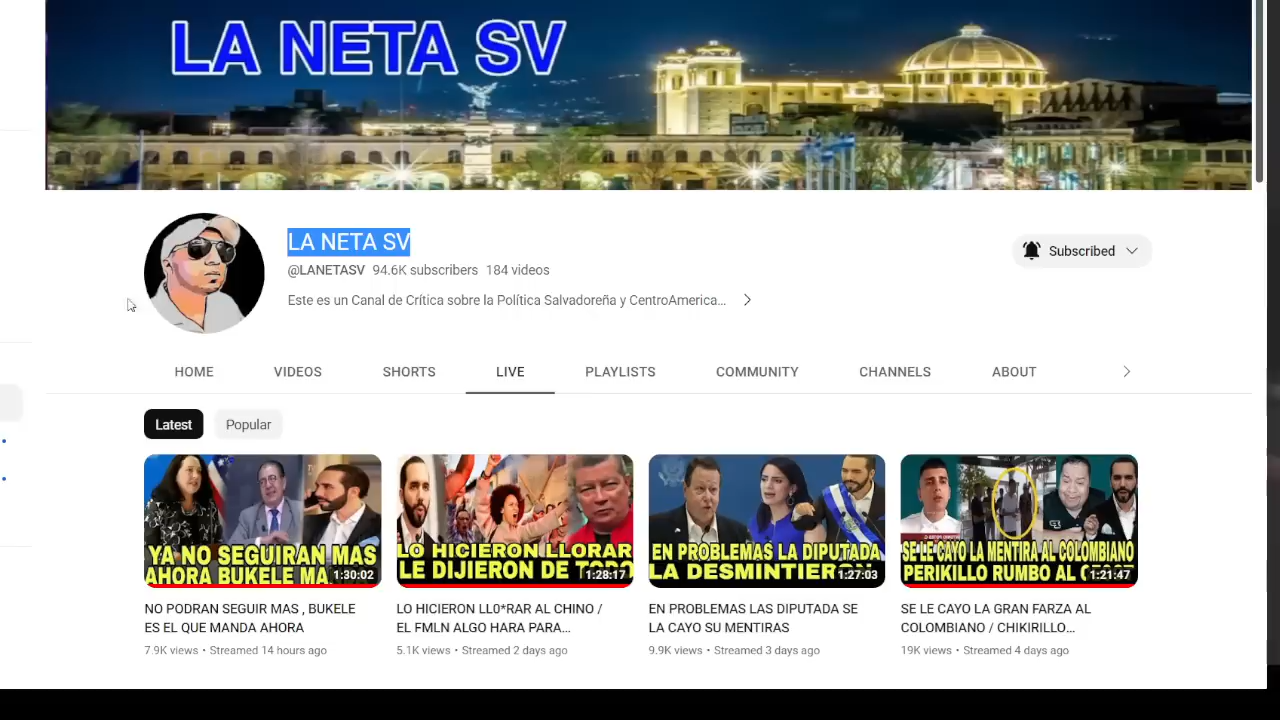 LA NETA SV
LA NETA SV
@LANETASV 94.6K subscribers 184 videos
Este es un Canal de Crítica sobre la Política Salvadoreña y CentroAmerica...
Subscribed
HOME VIDEOS SHORTS LIVE PLAYLISTS COMMUNITY CHANNELS ABOUT
Latest Popular
YA NO SEGUIRAN MAS
AHORA BUKELE
1:30:02
LO HICIERON LLORAR
LE DIJIERON DE TODO
1:28:17
EN PROBLEMAS LA DIPUTADA
LA DESMINTIERON
1:27:03
SE LE CAYO LA MENTIRA AL COLOMBIANO
PERIKILLO RUMBO AL
1:21:47
NO PODRAN SEGUIR MAS , BUKELE
ES EL QUE MANDA AHORA
7.9K views • Streamed 14 hours ago
LO HICIERON LL0*RAR AL CHINO /
EL FMLN ALGO HARA PARA...
5.1K views • Streamed 2 days ago
EN PROBLEMAS LAS DIPUTADA SE
LA CAYO SU MENTIRAS
9.9K views • Streamed 3 days ago
SE LE CAYO LA GRAN FARZA AL
COLOMBIANO / CHIKIRILLO...
19K views • Streamed 4 days ago